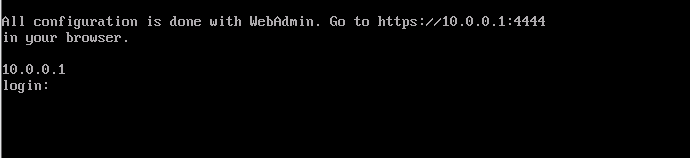 All configuration is done with WebAdmin. Go to https://10.0.0.1:4444
in your browser.
10.0.0.1
login: